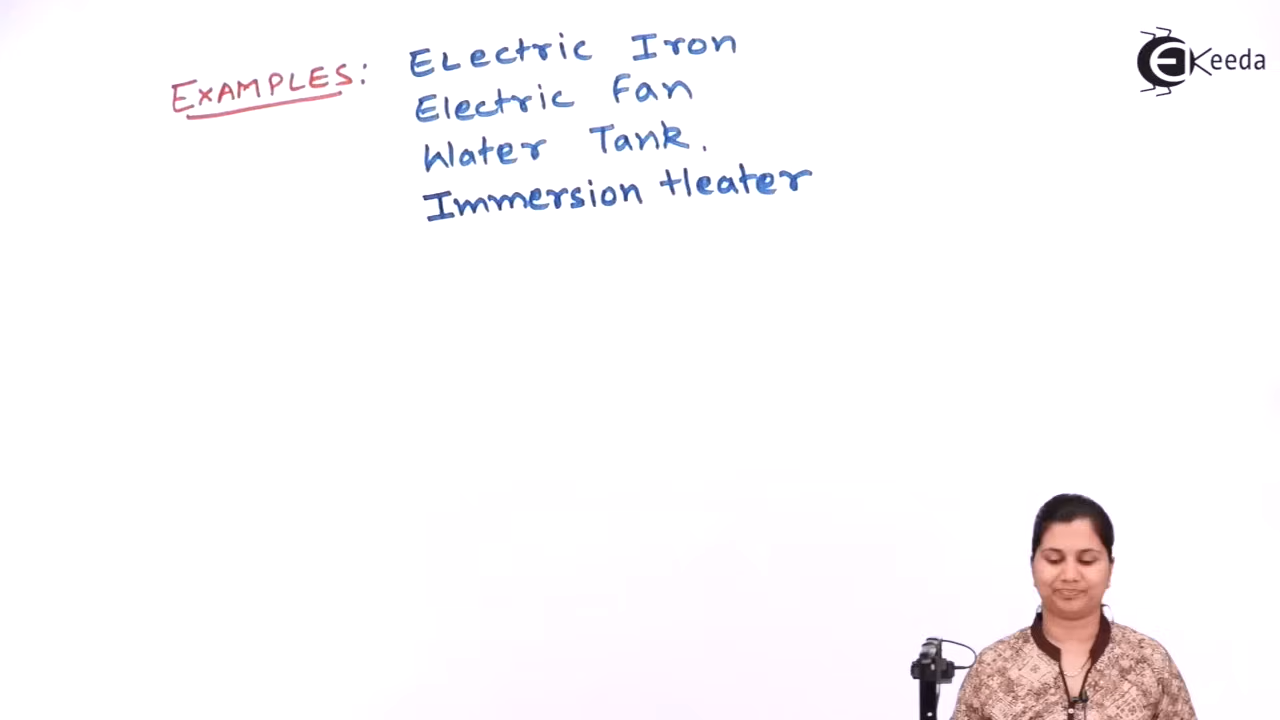 EXAMPLES: Electric Iron
Electric Fan
Water Tank.
Immersion Heater
EKeeda